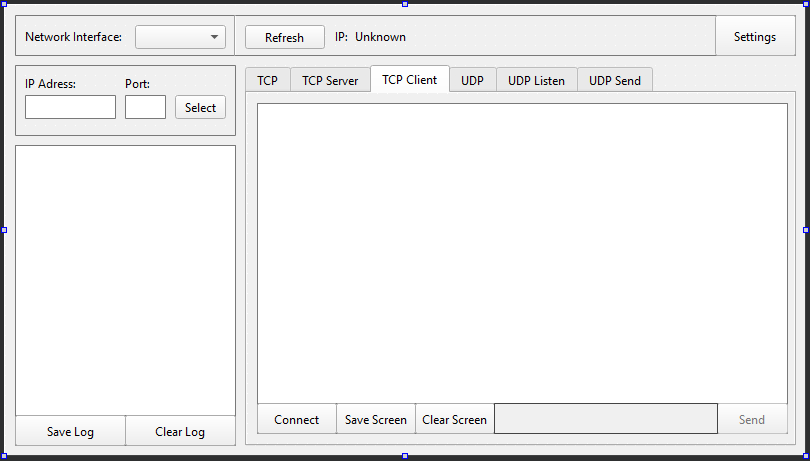 Network Interface: Refresh IP: Unknown Settings
IP Adress: Port:
Select
TCP TCP Server TCP Client UDP UDP Listen UDP Send
Connect Save Screen Clear Screen Send
Save Log Clear Log